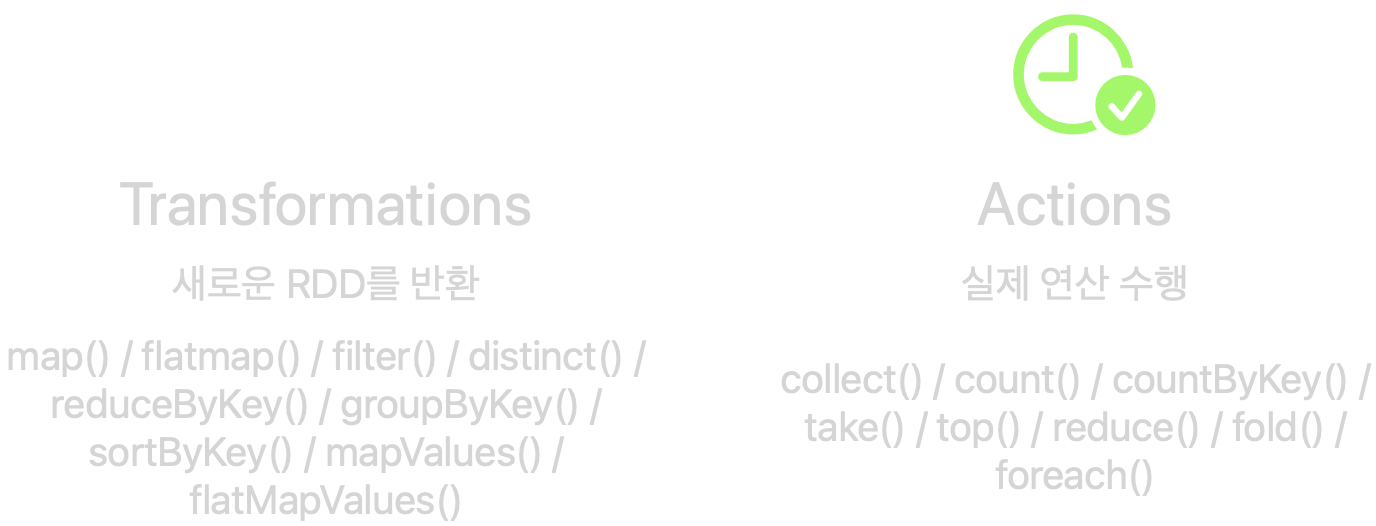 Transformations
새로운 RDD를 반환
map() / flatmap() / filter() / distinct() /
reduceByKey() / groupByKey() /
sortByKey() / mapValues() /
flatMapValues()
Actions
실제 연산 수행
collect() / count() / countByKey() /
take() / top() / reduce() / fold() /
foreach()